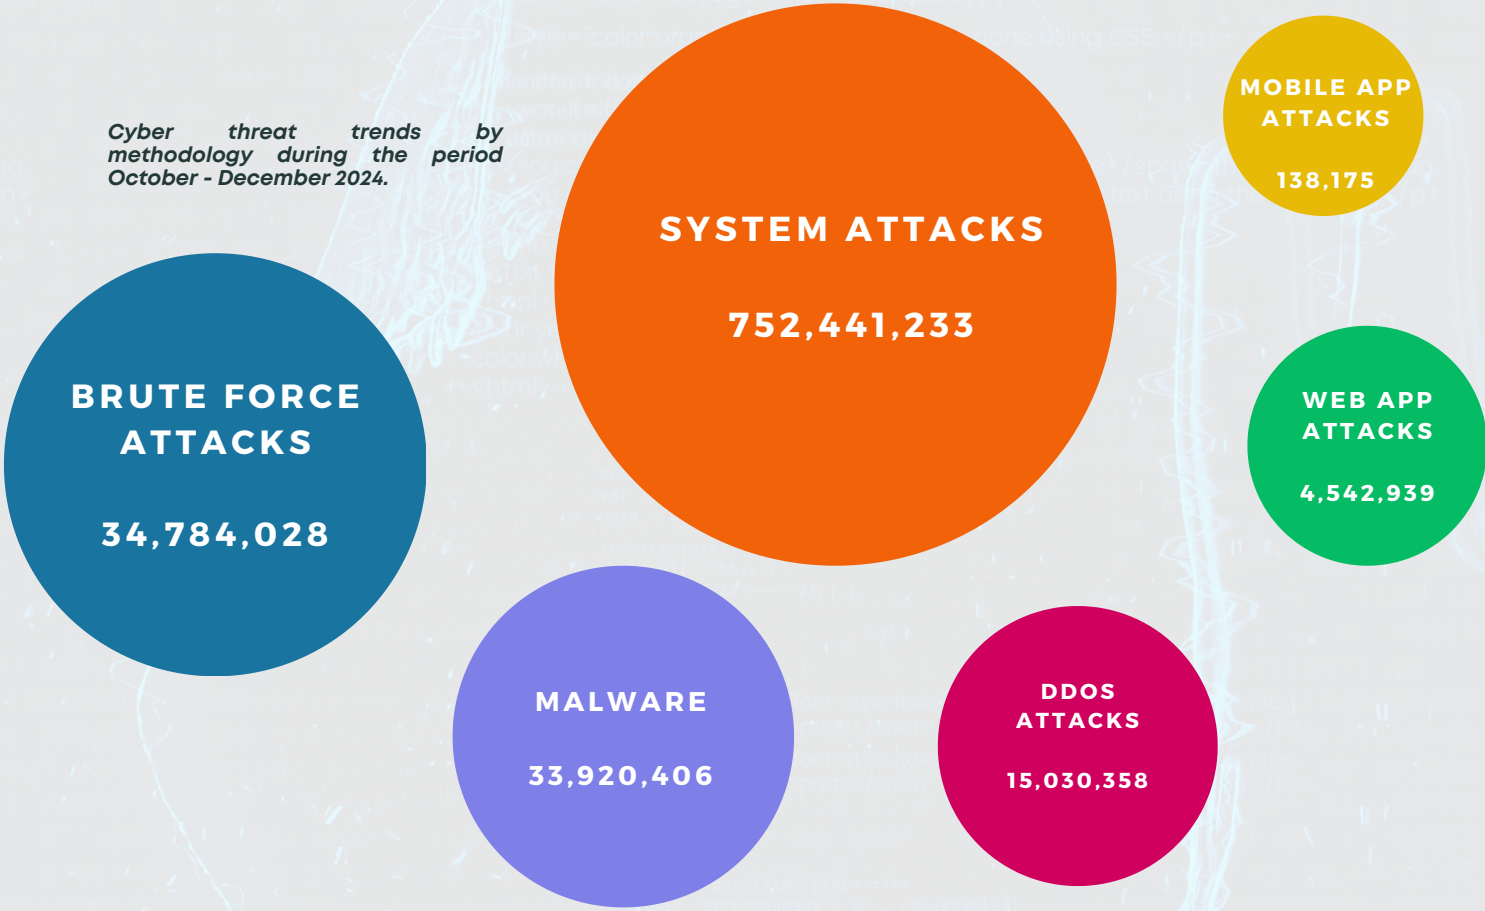 Cyber threat trends by
methodology during the period
October - December 2024.
SYSTEM ATTACKS
752,441,233
MOBILE APP
ATTACKS
138,175
BRUTE FORCE
ATTACKS
34,784,028
WEB APP
ATTACKS
4,542,939
MALWARE
33,920,406
DDOS
ATTACKS
15,030,358